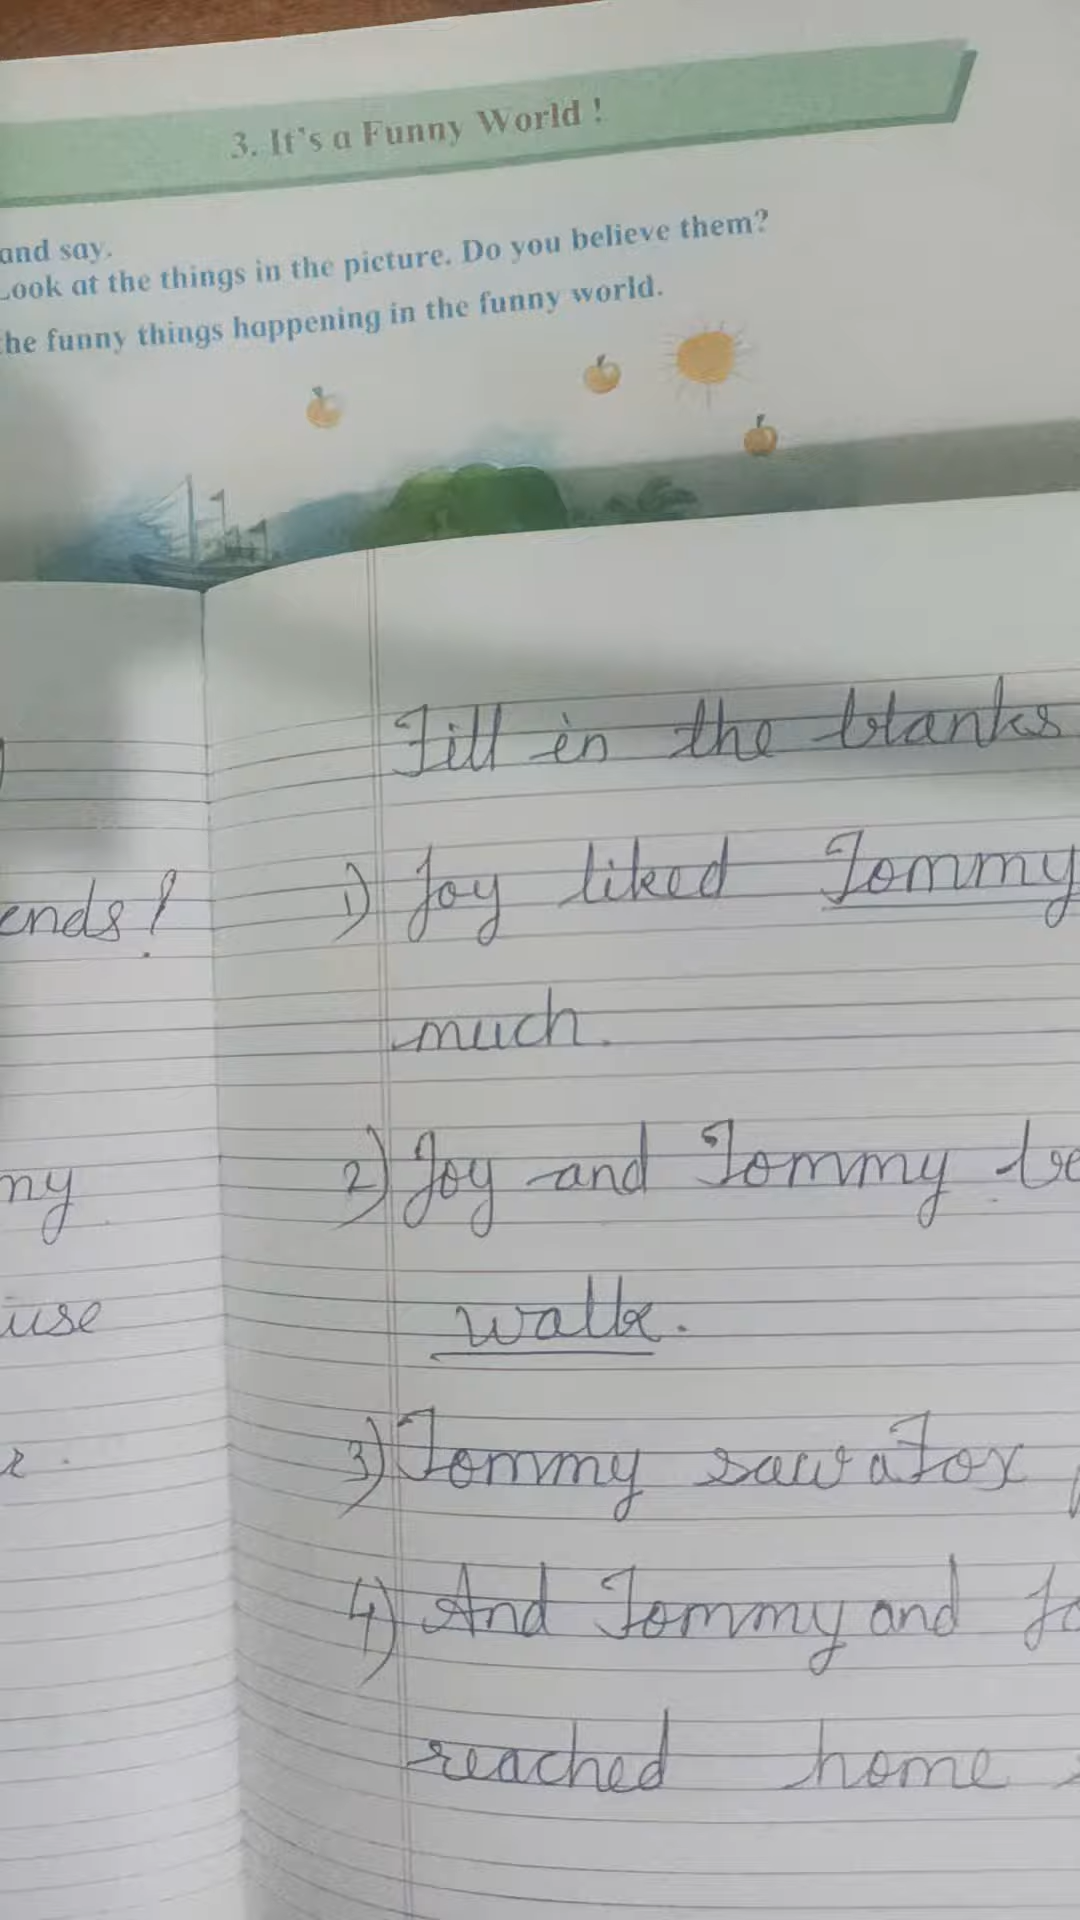 3. It's a Funny World !
and say.
Look at the things in the picture. Do you believe them?
the funny things happening in the funny world.
Fill in the blanks
1) Joy liked Tommy
much.
2) Joy and Tommy
walk.
3) Tommy saw a Fox
4) And Tommy and
reached home
ends!
my
use